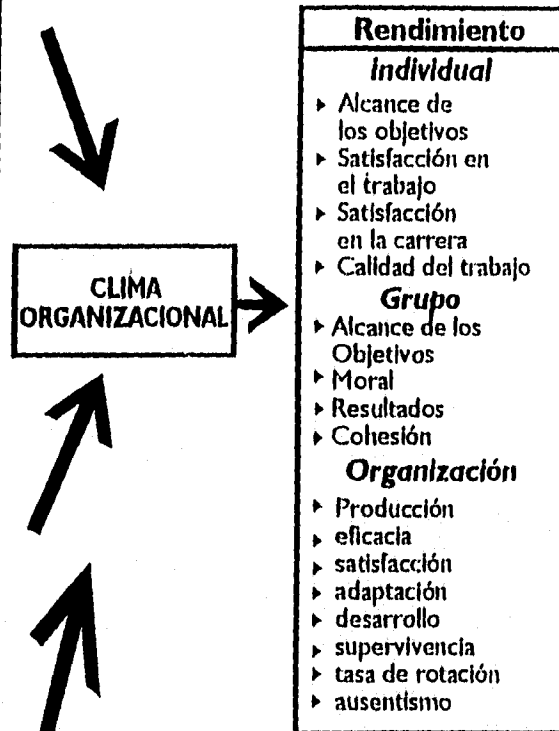 CLIMA
ORGANIZACIONAL
Rendimiento
Individual
▸ Alcance de
los objetivos
▸ Satisfacción en
el trabajo
▸ Satisfacción
en la carrera
▸ Calidad del trabajo
Grupo
▸ Alcance de los
Objetivos
▸ Moral
▸ Resultados
▸ Cohesión
Organización
▸ Producción
▸ eficacia
▸ satisfacción
▸ adaptación
▸ desarrollo
▸ supervivencia
▸ tasa de rotación
▸ ausentismo